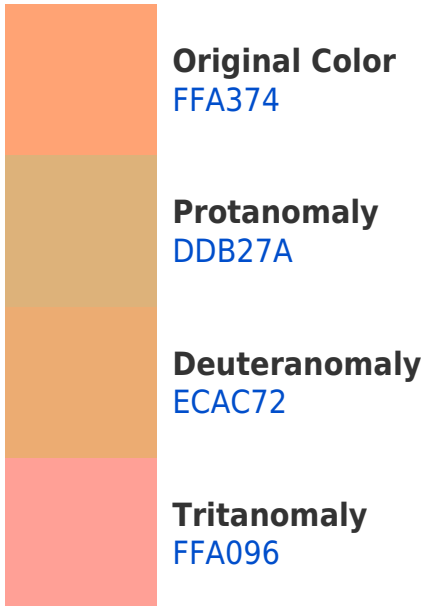 Original Color
FFA374
Protanomaly
DDB27A
Deuteranomaly
ECAC72
Tritanomaly
FFA096